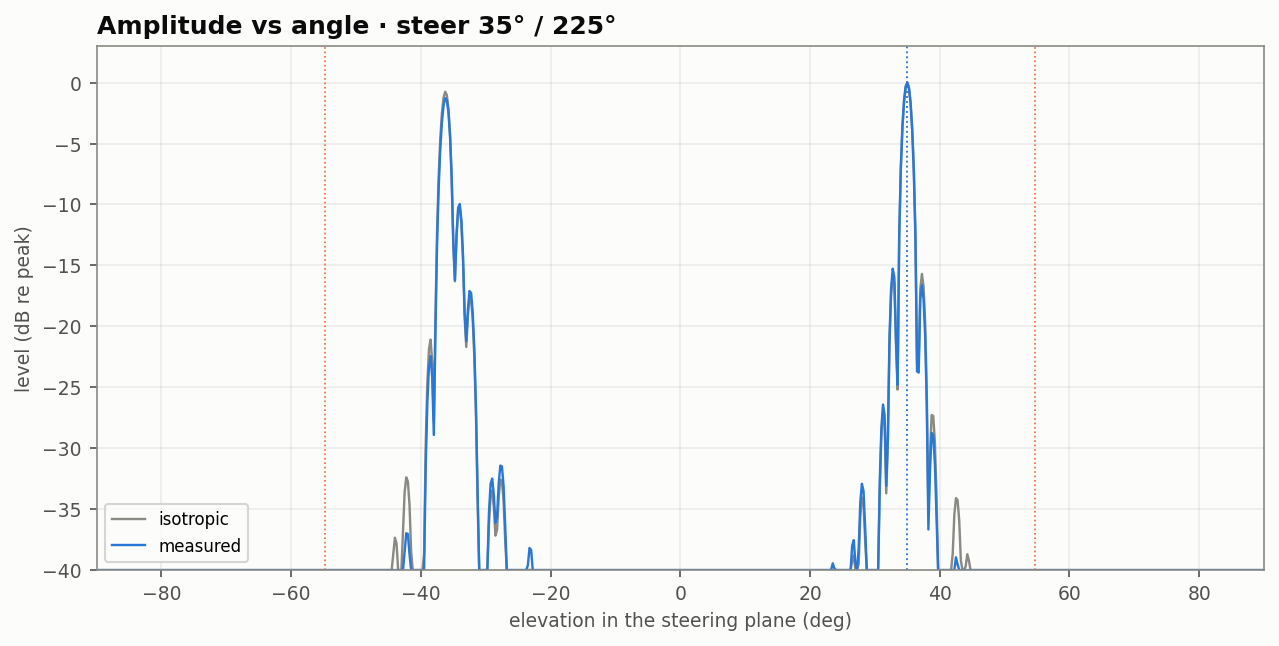 Amplitude vs angle · steer 35° / 225°
level (dB re peak)
0
−5
−10
−15
−20
−25
−30
−35
−40
isotropic
measured
−80 −60 −40 −20 0 20 40 60 80
elevation in the steering plane (deg)